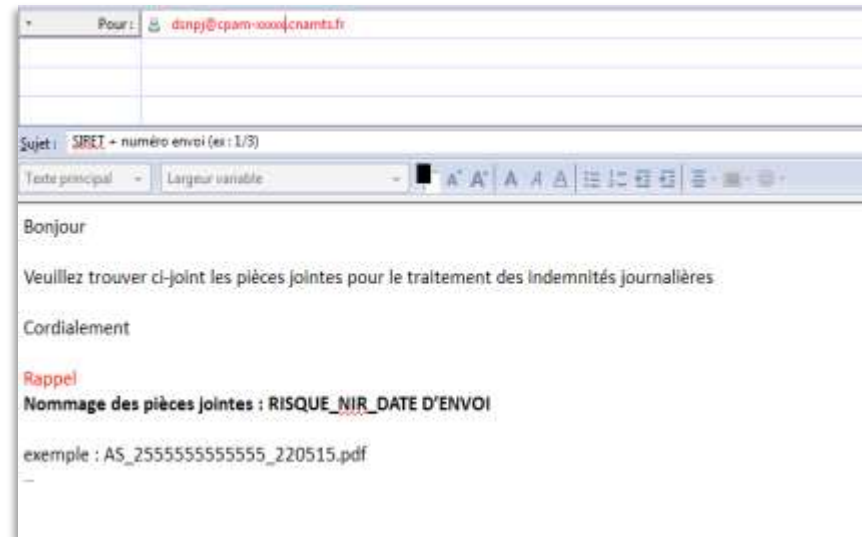 Pour : dsnpj@cpam-xxxxx.cnamts.fr
Sujet : SIRET + numéro envoi (ex : 1/3)
Texte principal Largeur variable
Bonjour
Veuillez trouver ci-joint les pièces jointes pour le traitement des indemnités journalières
Cordialement
Rappel
Nommage des pièces jointes : RISQUE_NIR_DATE D'ENVOI
exemple : AS_2555555555555_220515.pdf